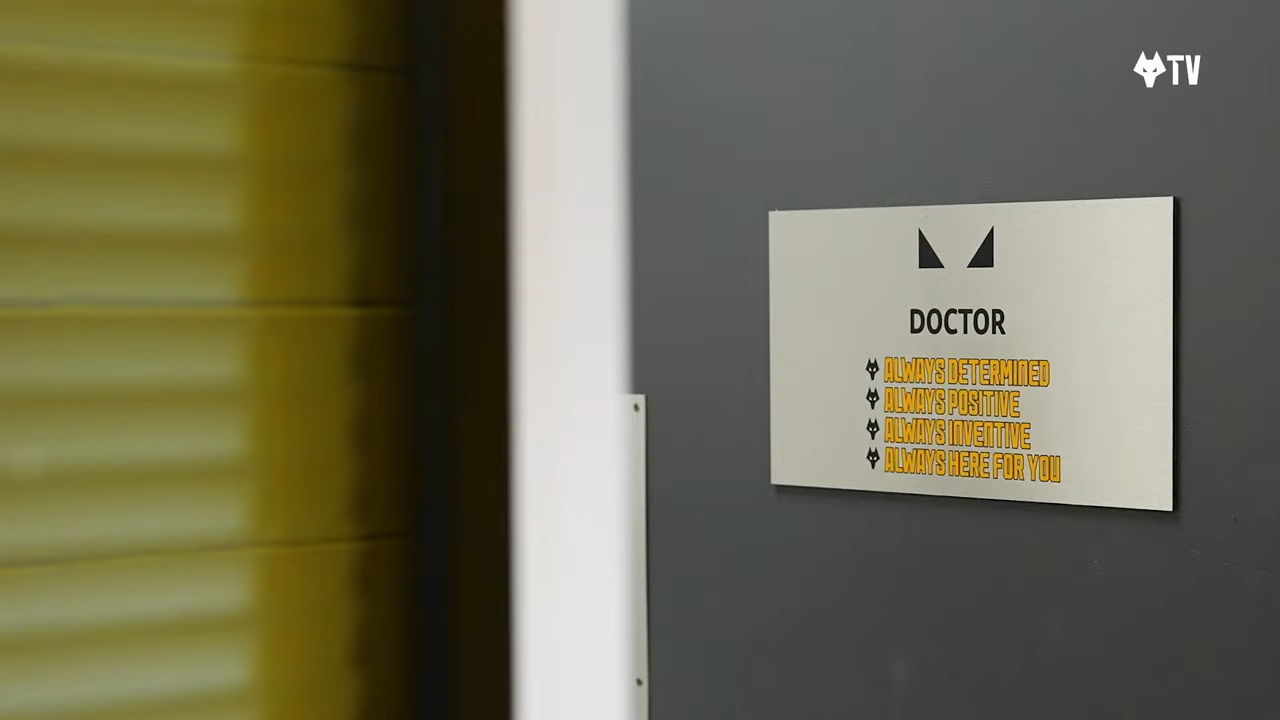 TV
DOCTOR
ALWAYS DETERMINED
ALWAYS POSITIVE
ALWAYS INVENTIVE
ALWAYS HERE FOR YOU